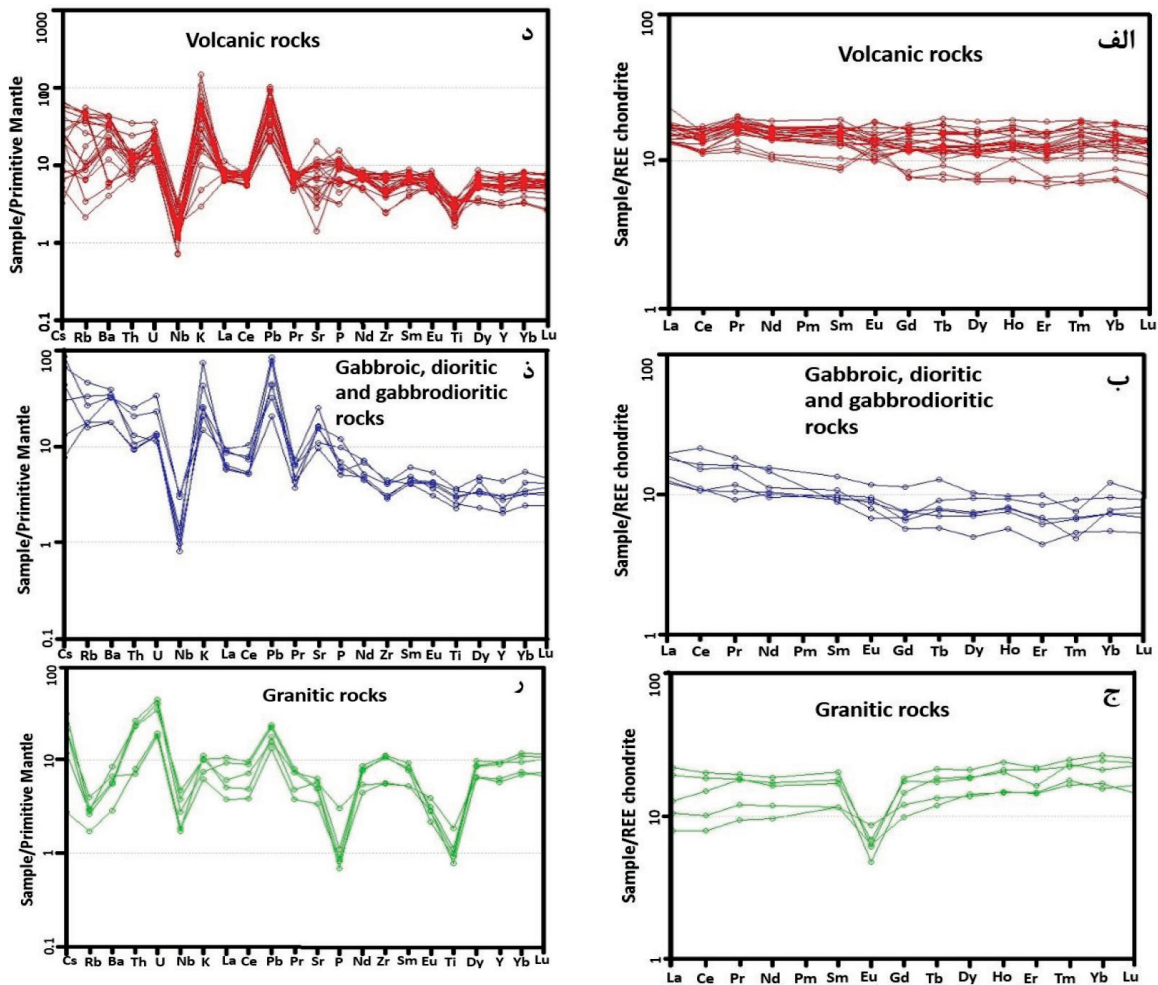 د
Volcanic rocks
Sample/Primitive Mantle
1000
100
10
1
0.1
Cs Rb Ba Th U Nb K La Ce Pb Pr Sr P Nd Zr Sm Eu Ti Dy Y Yb Lu
الف
Volcanic rocks
Sample/REE chondrite
100
10
1
La Ce Pr Nd Pm Sm Eu Gd Tb Dy Ho Er Tm Yb Lu
ذ
Gabbroic, dioritic
and gabbrodioritic
rocks
Sample/Primitive Mantle
100
10
1
0.1
Cs Rb Ba Th U Nb K La Ce Pb Pr Sr P Nd Zr Sm Eu Ti Dy Y Yb Lu
ب
Gabbroic, dioritic
and gabbrodioritic
rocks
Sample/REE chondrite
100
10
1
La Ce Pr Nd Pm Sm Eu Gd Tb Dy Ho Er Tm Yb Lu
ر
Granitic rocks
Sample/Primitive Mantle
100
10
1
0.1
Cs Rb Ba Th U Nb K La Ce Pb Pr Sr P Nd Zr Sm Eu Ti Dy Y Yb Lu
ج
Granitic rocks
Sample/REE chondrite
100
10
1
La Ce Pr Nd Pm Sm Eu Gd Tb Dy Ho Er Tm Yb Lu